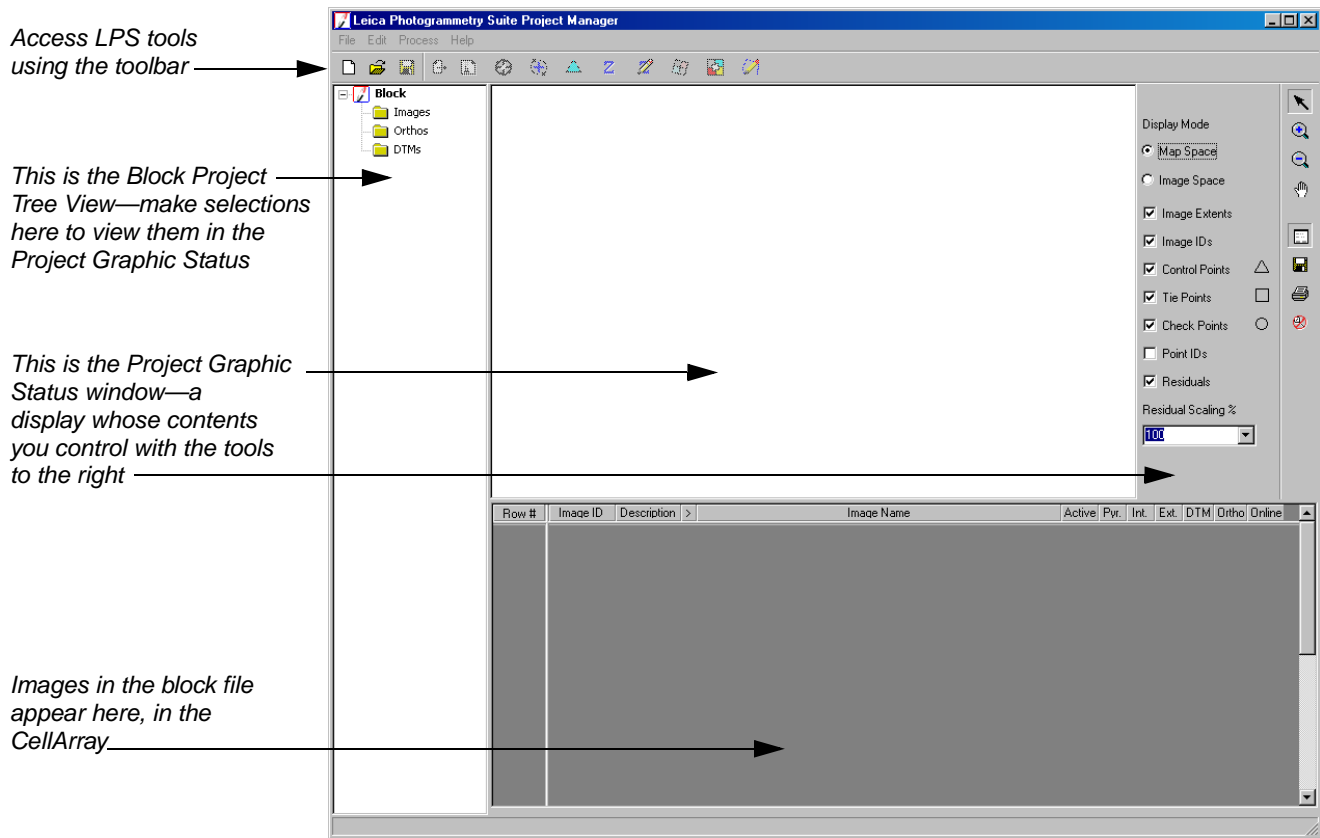 Access LPS tools
using the toolbar
This is the Block Project
Tree View—make selections
here to view them in the
Project Graphic Status
This is the Project Graphic
Status window—a
display whose contents
you control with the tools
to the right
Images in the block file
appear here, in the
CellArray
Leica Photogrammetry Suite Project Manager
File Edit Process Help
Block
Images
Orthos
DTMs
Display Mode
Map Space
Image Space
Image Extents
Image IDs
Control Points
Tie Points
Check Points
Point IDs
Residuals
Residual Scaling %
100
Row # Image ID Description > Image Name Active Pyr. Int. Ext. DTM Ortho Online